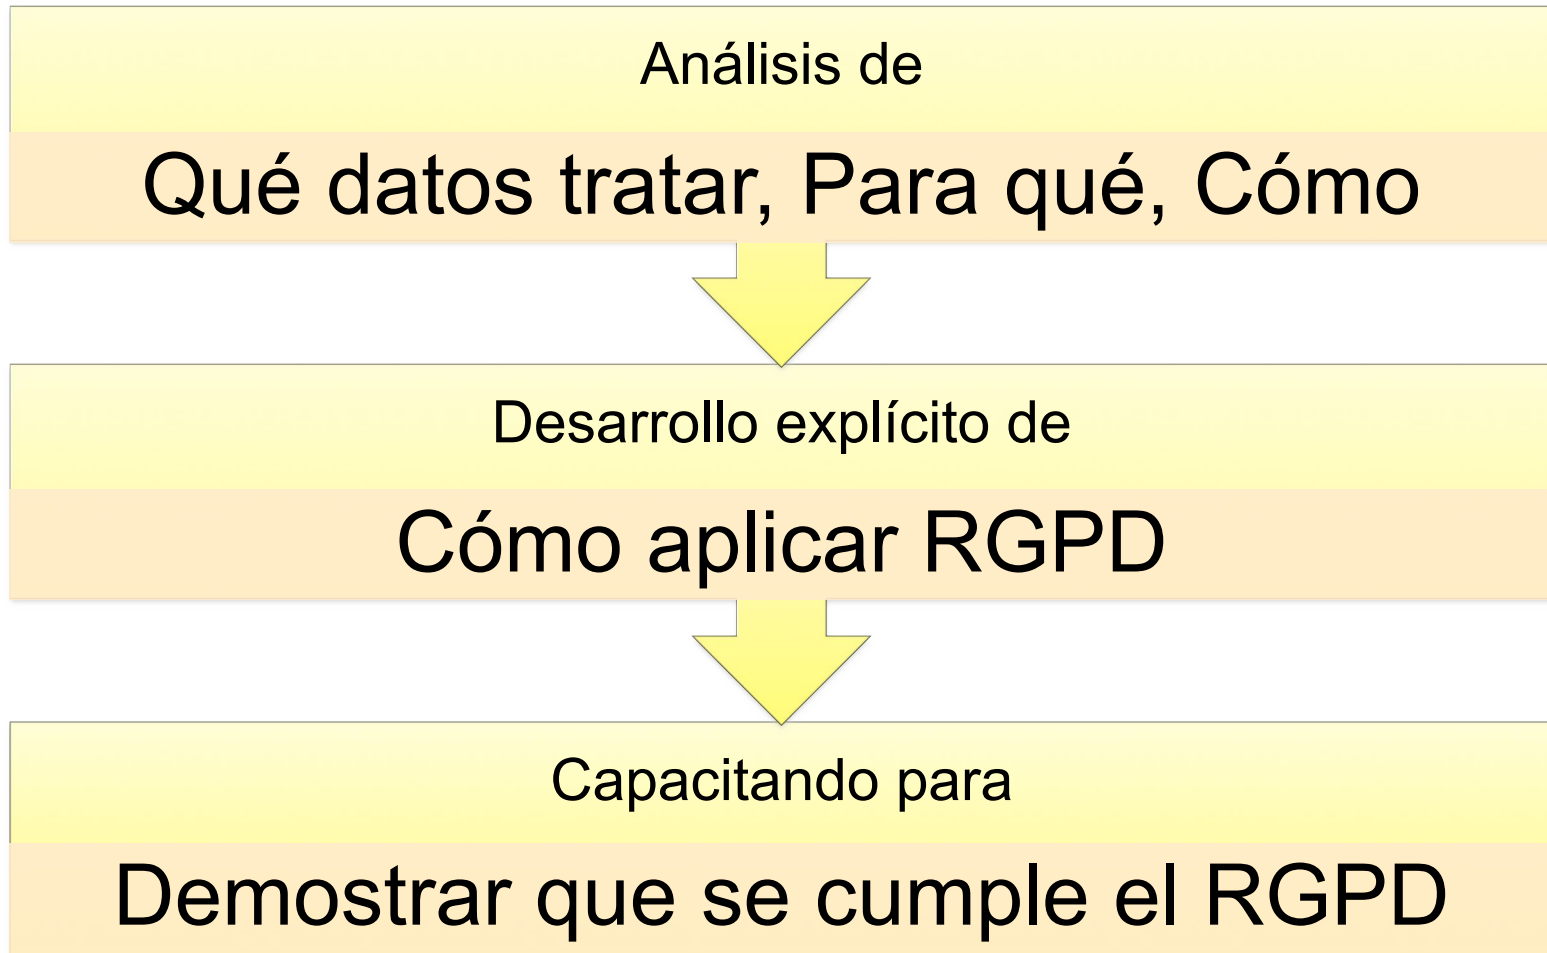 Análisis de
Qué datos tratar, Para qué, Cómo
Desarrollo explícito de
Cómo aplicar RGPD
Capacitando para
Demostrar que se cumple el RGPD